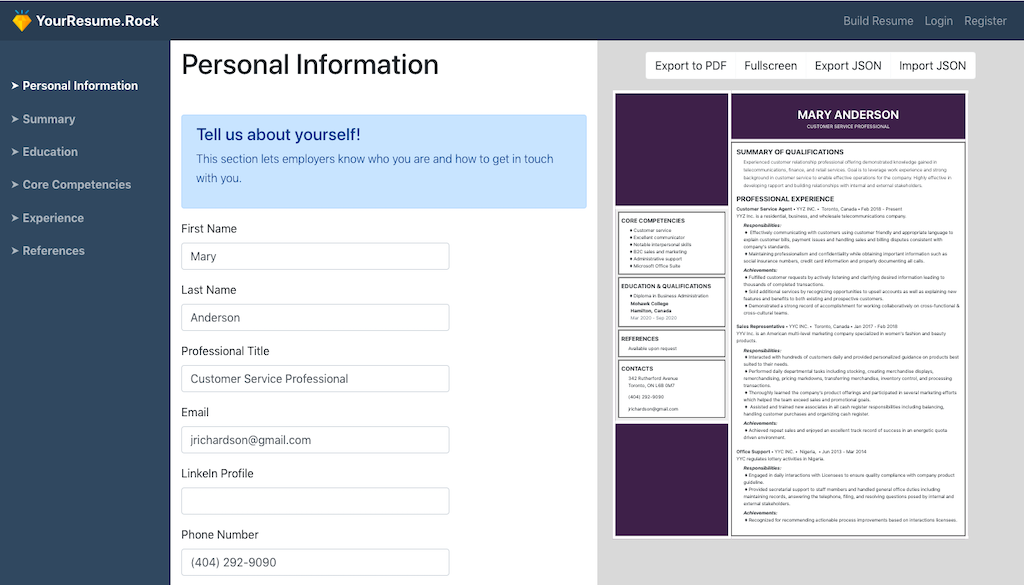 YourResume.Rock
Build Resume Login Register
➤ Personal Information
➤ Summary
➤ Education
➤ Core Competencies
➤ Experience
➤ References
Personal Information
Tell us about yourself!
This section lets employers know who you are and how to get in touch
with you.
First Name
Mary
Last Name
Anderson
Professional Title
Customer Service Professional
Email
jrichardson@gmail.com
LinkeIn Profile
Phone Number
(404) 292-9090
Export to PDF Fullscreen Export JSON Import JSON
CORE COMPETENCIES
♦ Customer service
♦ Excellent communicator
♦ Notable interpersonal skills
♦ B2C sales and marketing
♦ Administrative support
♦ Microsoft Office Suite
EDUCATION & QUALIFICATIONS
♦ Diploma in Business Administration
Mohawk College
Hamilton, Canada
Mar 2020 - Sep 2020
REFERENCES
Available upon request
CONTACTS
342 Rutherford Avenue
Toronto, ON L6B 0M7
(404) 292-9090
jrichardson@gmail.com
MARY ANDERSON
CUSTOMER SERVICE PROFESSIONAL
SUMMARY OF QUALIFICATIONS
Experienced customer relationship professional offering demonstrated knowledge gained in
telecommunications, finance, and retail services. Goal is to leverage work experience and strong
background in customer service to enable effective operations for the company. Highly effective in
developing rapport and building relationships with internal and external stakeholders.
PROFESSIONAL EXPERIENCE
Customer Service Agent • YYZ INC. • Toronto, Canada • Feb 2018 - Present
YYZ Inc. is a residential, business, and wholesale telecommunications company.
Responsibilities:
♦ Effectively communicating with customers using customer friendly and appropriate language to
explain customer bills, payment issues and handling sales and billing disputes consistent with
company's standards.
♦ Maintaining professionalism and confidentiality while obtaining important information such as
social insurance numbers, credit card information and properly documenting all calls.
Achievements:
♦ Fulfilled customer requests by actively listening and clarifying desired information leading to
thousands of completed transactions.
♦ Sold additional services by recognizing opportunities to upsell accounts as well as explaining new
features and benefits to both existing and prospective customers.
♦ Demonstrated a strong record of accomplishment for working collaboratively on cross-functional &
cross-cultural teams.
Sales Representative • YYC INC. • Toronto, Canada • Jan 2017 - Feb 2018
YYV Inc. is an American multi-level marketing company specialized in women's fashion and beauty
products.
Responsibilities:
♦ Interacted with hundreds of customers daily and provided personalized guidance on products best
suited to their needs.
♦ Performed daily departmental tasks including stocking, creating merchandise displays,
remerchandising, pricing markdowns, transferring merchandise, inventory control, and processing
transactions.
♦ Thoroughly learned the company's product offerings and participated in several marketing efforts
which helped the team exceed sales and promotional goals.
♦ Assisted and trained new associates in all cash register responsibilities including balancing,
handling customer purchases and organizing cash register.
Achievements:
♦ Achieved repeat sales and enjoyed an excellent track record of success in an energetic quota
driven environment.
Office Support • YYC INC. • Nigeria, • Jun 2013 - Mar 2014
YYC regulates lottery activities in Nigeria.
Responsibilities:
♦ Engaged in daily interactions with Licensees to ensure quality compliance with company product
guideline.
♦ Provided secretarial support to staff members and handled general office duties including
maintaining records, answering the telephone, filing, and resolving questions posed by internal and
external stakeholders.
Achievements:
♦ Recognized for recommending actionable process improvements based on interactions licensees.